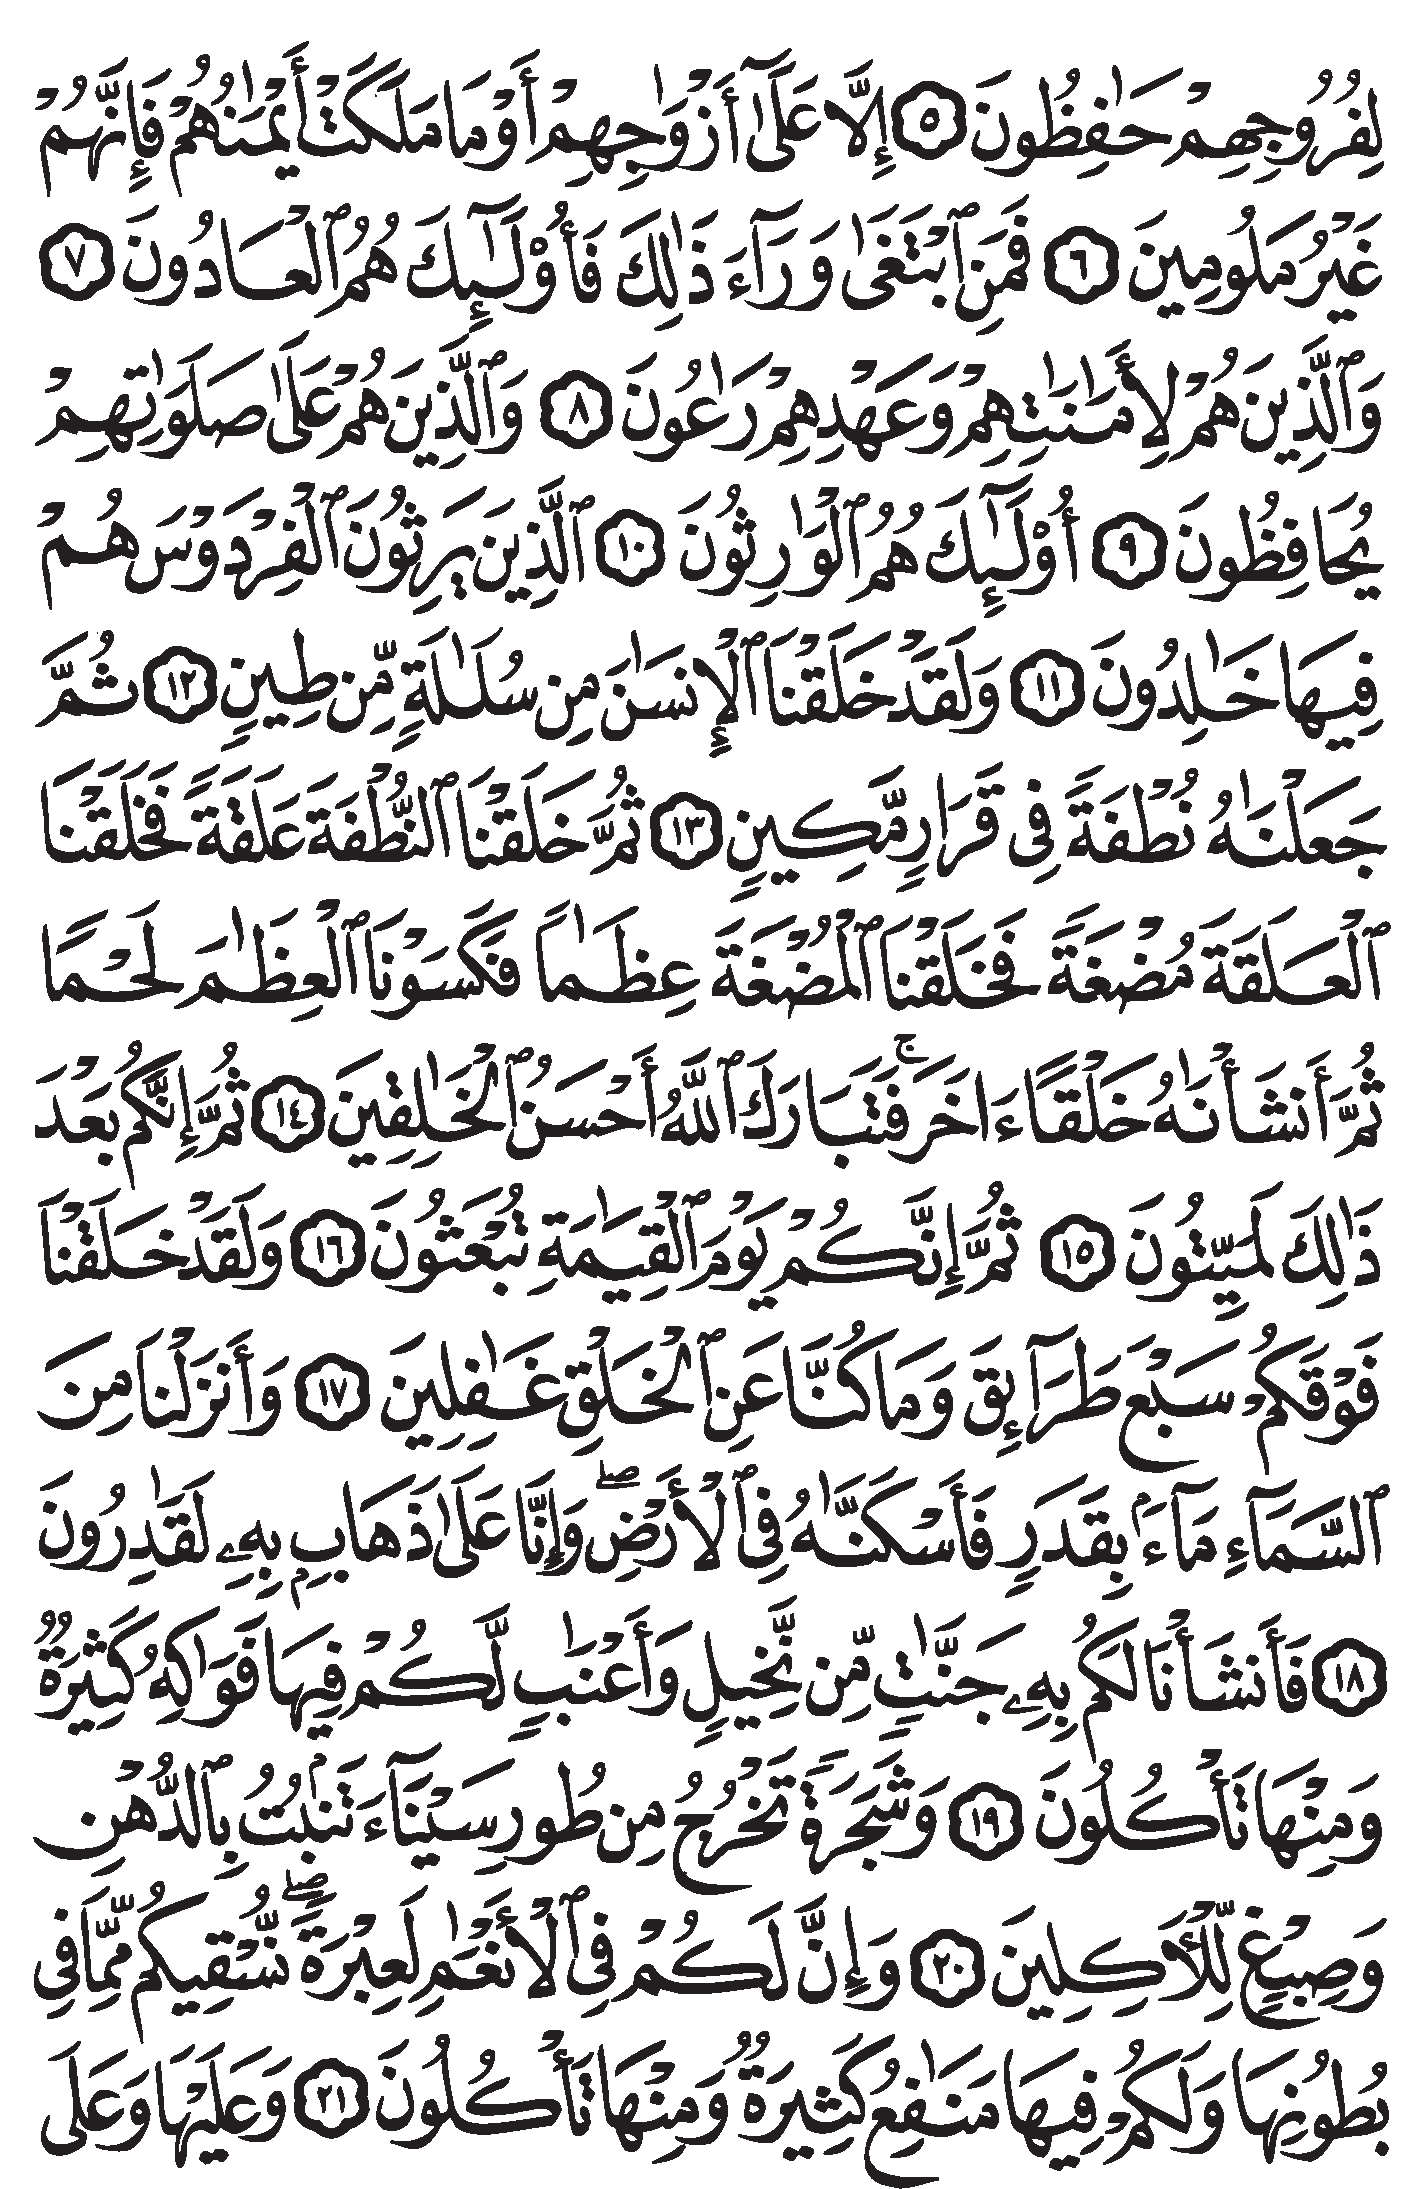 لِفُرُوجِهِمْ حَٰفِظُونَ ٥ إِلَّا عَلَىٰٓ أَزْوَٰجِهِمْ أَوْ مَا مَلَكَتْ أَيْمَٰنُهُمْ فَإِنَّهُمْ
غَيْرُ مَلُومِينَ ٦ فَمَنِ ٱبْتَغَىٰ وَرَآءَ ذَٰلِكَ فَأُو۟لَٰٓئِكَ هُمُ ٱلْعَادُونَ ٧
وَٱلَّذِينَ هُمْ لِأَمَٰنَٰتِهِمْ وَعَهْدِهِمْ رَٰعُونَ ٨ وَٱلَّذِينَ هُمْ عَلَىٰ صَلَوَٰتِهِمْ
يُحَافِظُونَ ٩ أُو۟لَٰٓئِكَ هُمُ ٱلْوَٰرِثُونَ ١٠ ٱلَّذِينَ يَرِثُونَ ٱلْفِرْدَوْسَ هُمْ
فِيهَا خَٰلِدُونَ ١١ وَلَقَدْ خَلَقْنَا ٱلْإِنسَٰنَ مِن سُلَٰلَةٍ مِّن طِينٍ ١٢ ثُمَّ
جَعَلْنَٰهُ نُطْفَةً فِى قَرَارٍ مَّكِينٍ ١٣ ثُمَّ خَلَقْنَا ٱلنُّطْفَةَ عَلَقَةً فَخَلَقْنَا
ٱلْعَلَقَةَ مُضْغَةً فَخَلَقْنَا ٱلْمُضْغَةَ عِظَٰمًا فَكَسَوْنَا ٱلْعِظَٰمَ لَحْمًا
ثُمَّ أَنشَأْنَٰهُ خَلْقًا ءَاخَرَ ۚ فَتَبَارَكَ ٱللَّهُ أَحْسَنُ ٱلْخَٰلِقِينَ ١٤ ثُمَّ إِنَّكُم بَعْدَ
ذَٰلِكَ لَمَيِّتُونَ ١٥ ثُمَّ إِنَّكُمْ يَوْمَ ٱلْقِيَٰمَةِ تُبْعَثُونَ ١٦ وَلَقَدْ خَلَقْنَا
فَوْقَكُمْ سَبْعَ طَرَآئِقَ وَمَا كُنَّا عَنِ ٱلْخَلْقِ غَٰفِلِينَ ١٧ وَأَنزَلْنَا مِنَ
ٱلسَّمَآءِ مَآءًۢ بِقَدَرٍ فَأَسْكَنَّٰهُ فِى ٱلْأَرْضِ ۖ وَإِنَّا عَلَىٰ ذَهَابٍۭ بِهِۦ لَقَٰدِرُونَ
١٨ فَأَنشَأْنَا لَكُم بِهِۦ جَنَّٰتٍ مِّن نَّخِيلٍ وَأَعْنَٰبٍ لَّكُمْ فِيهَا فَوَٰكِهُ كَثِيرَةٌ
وَمِنْهَا تَأْكُلُونَ ١٩ وَشَجَرَةً تَخْرُجُ مِن طُورِ سَيْنَآءَ تَنۢبُتُ بِٱلدُّهْنِ
وَصِبْغٍ لِّلْـَٔاكِلِينَ ٢٠ وَإِنَّ لَكُمْ فِى ٱلْأَنْعَٰمِ لَعِبْرَةً ۖ نُّسْقِيكُم مِّمَّا فِى
بُطُونِهَا وَلَكُمْ فِيهَا مَنَٰفِعُ كَثِيرَةٌ وَمِنْهَا تَأْكُلُونَ ٢١ وَعَلَيْهَا وَعَلَى